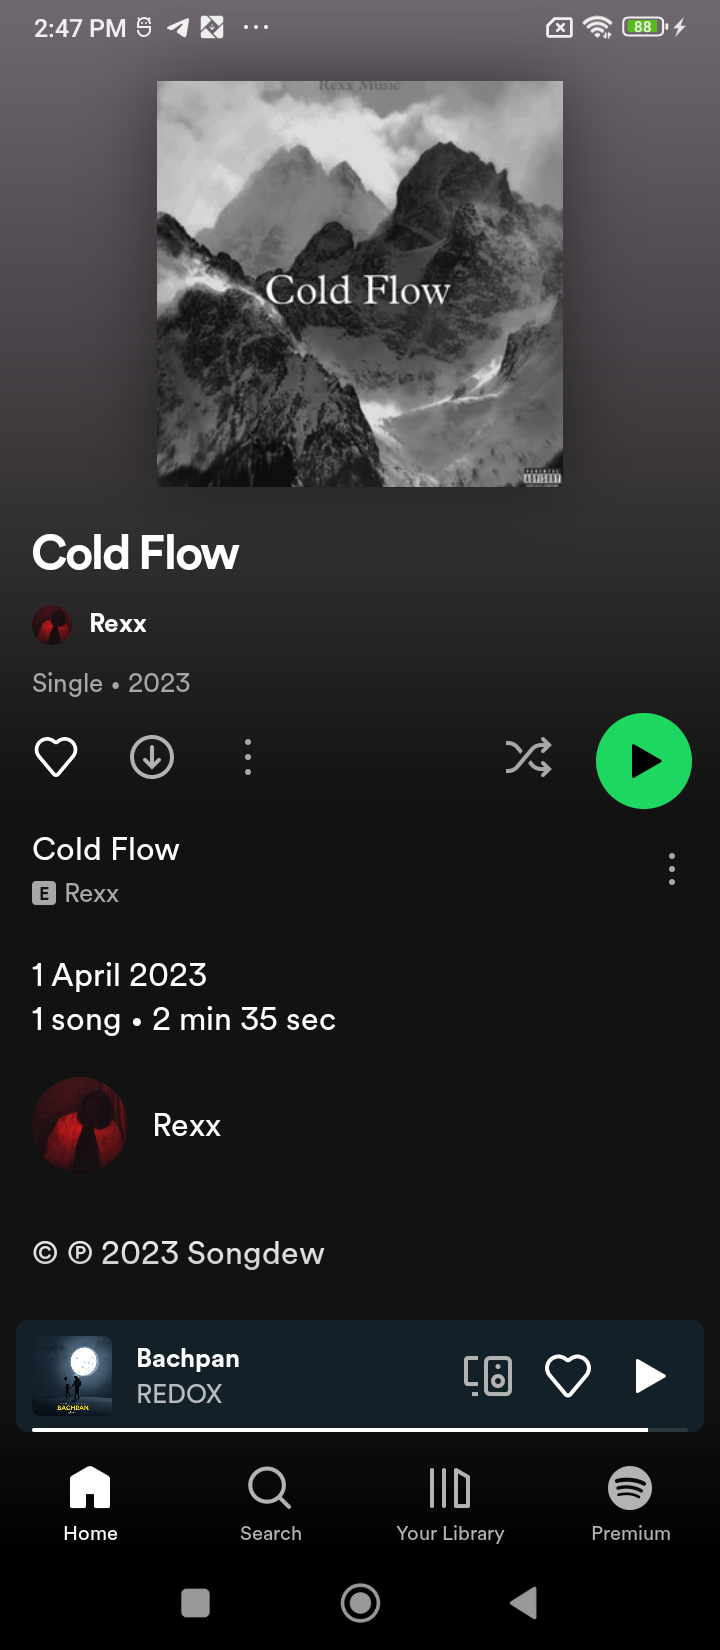 2:47 PM
88
Rexx Music
Cold Flow
ADVISORY
Cold Flow
Rexx
Single • 2023
Cold Flow
E Rexx
1 April 2023
1 song • 2 min 35 sec
Rexx
© ℗ 2023 Songdew
Bachpan
REDOX
BACHPAN
Home
Search
Your Library
Premium